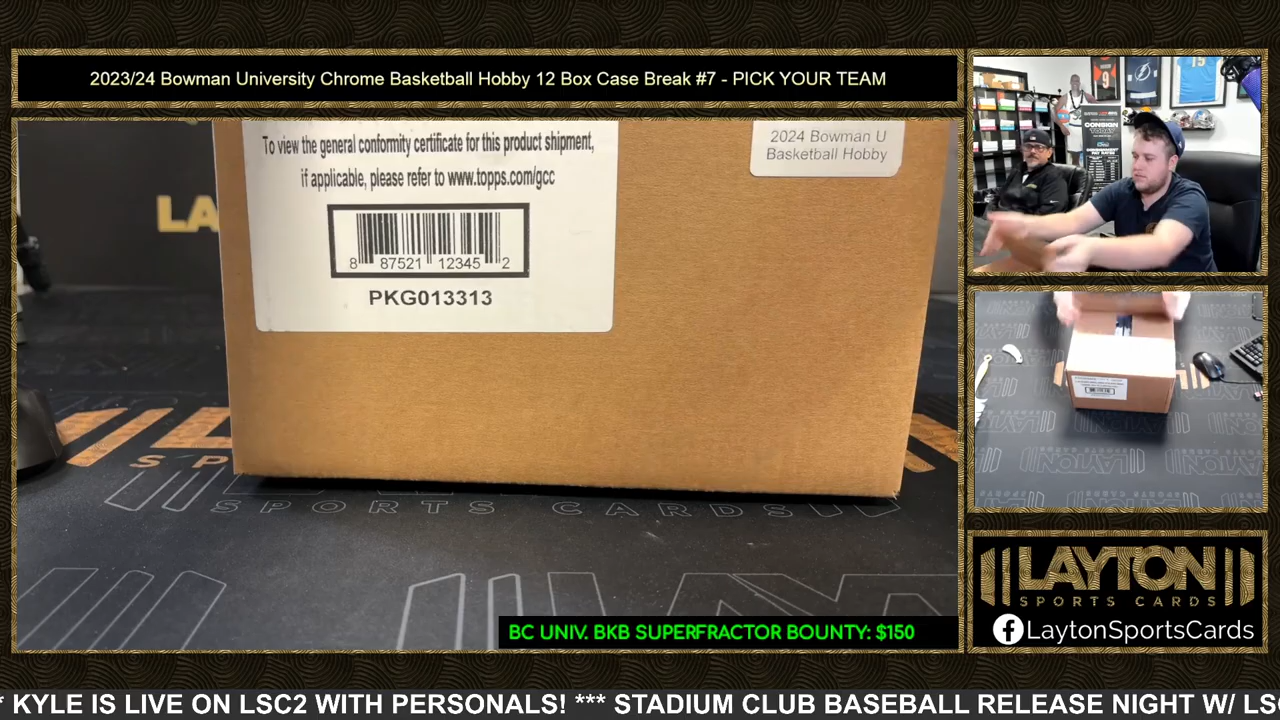 2023/24 Bowman University Chrome Basketball Hobby 12 Box Case Break #7 - PICK YOUR TEAM
To view the general conformity certificate for this product shipment,
if applicable, please refer to www.topps.com/gcc
8 87521 12345 2
PKG013313
2024 Bowman U
Basketball Hobby
LA
SPORTS CARDS
BC UNIV. BKB SUPERFRACTOR BOUNTY: $150
CONSIGN
LAYTON
SPORTS CARDS
LaytonSportsCards
* KYLE IS LIVE ON LSC2 WITH PERSONALS! *** STADIUM CLUB BASEBALL RELEASE NIGHT W/ LS